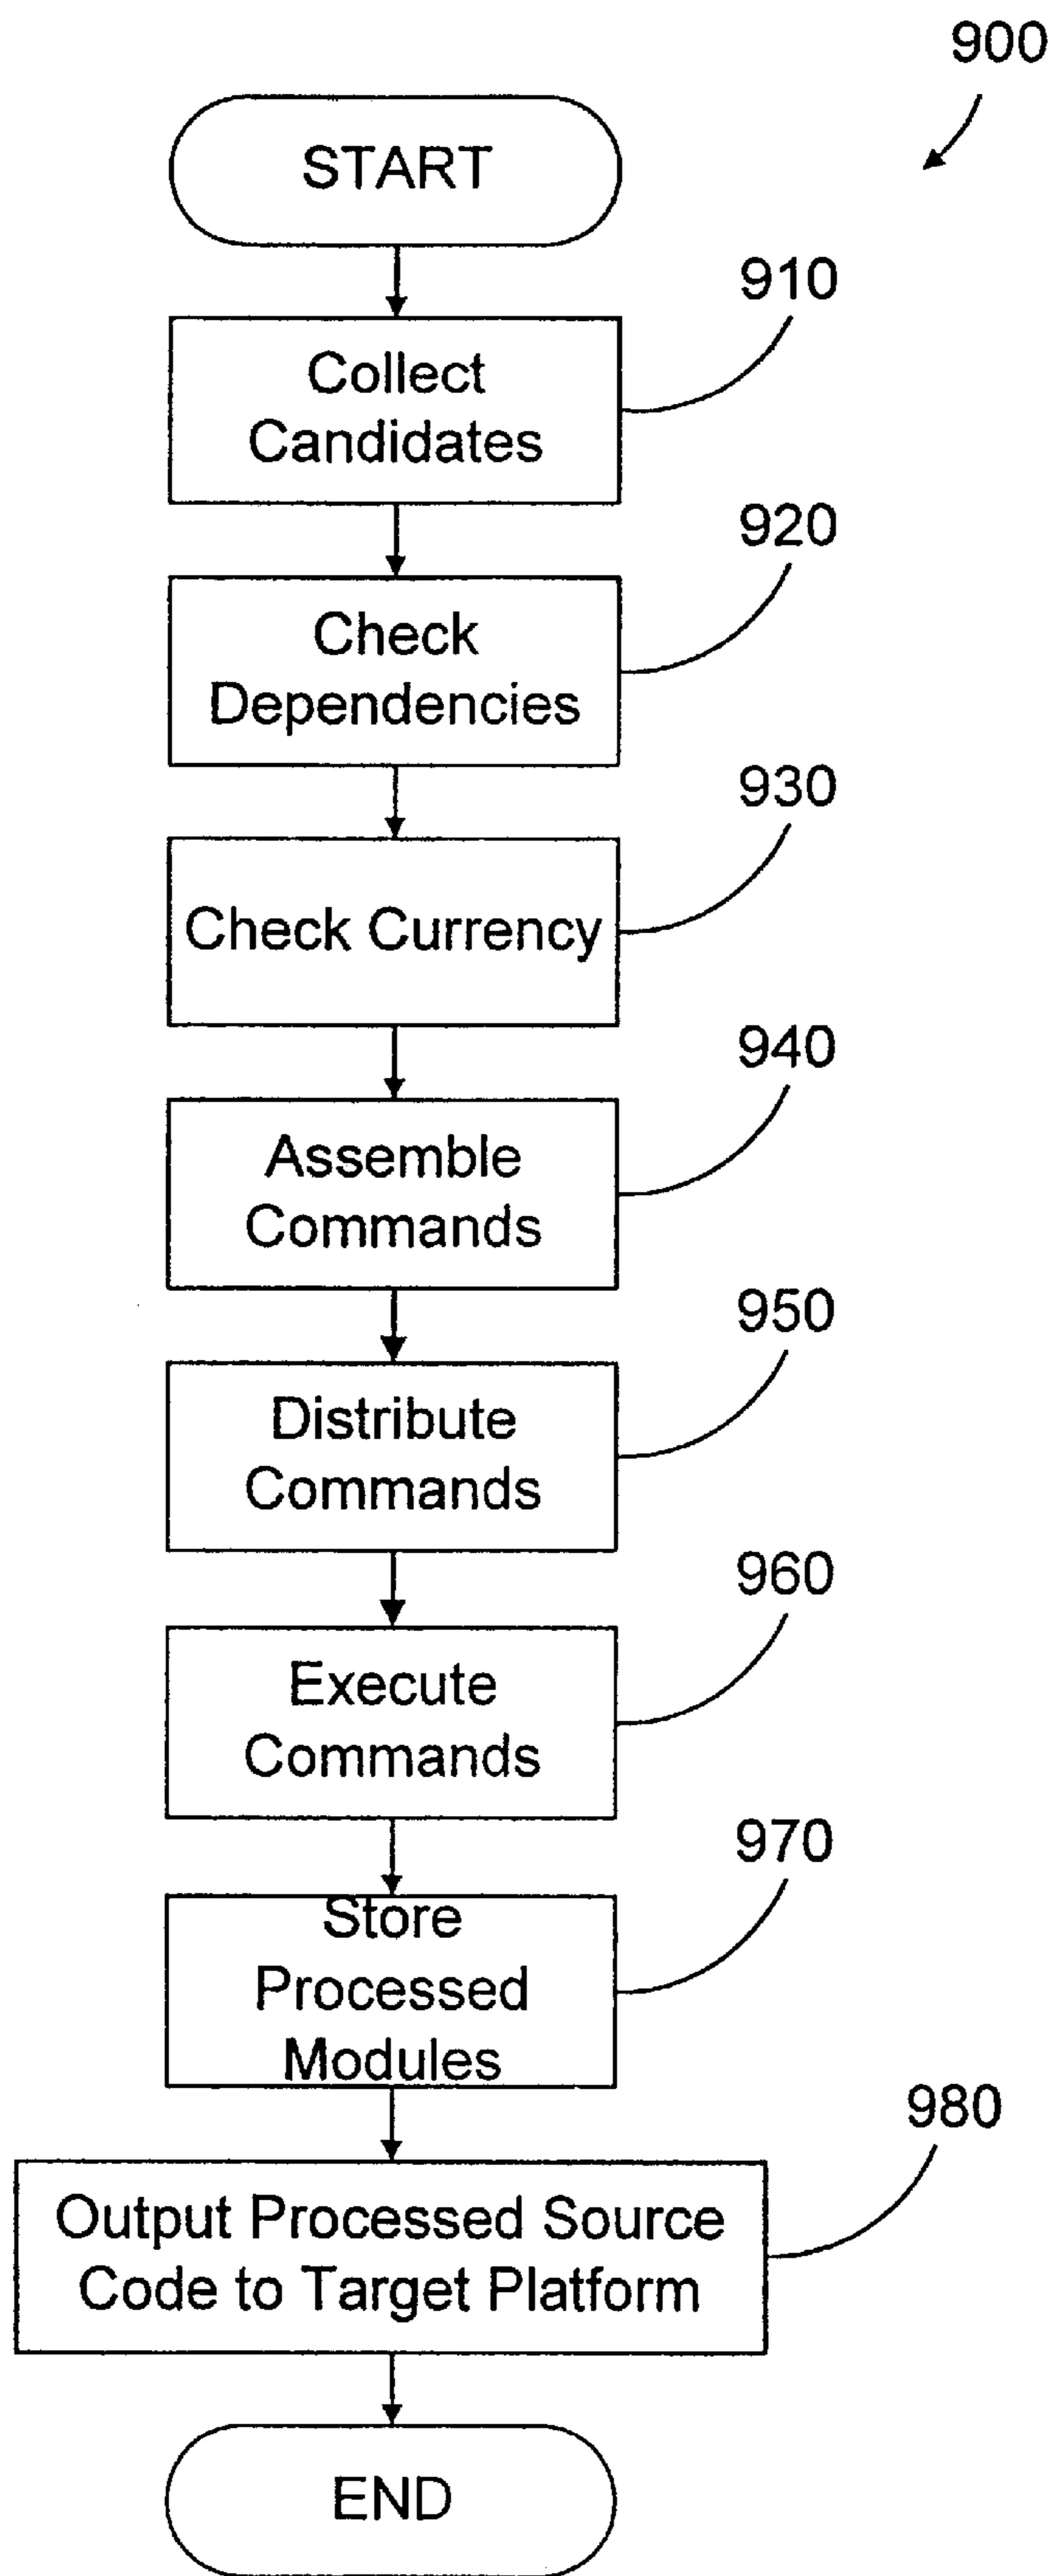 900
START
910
Collect
Candidates
920
Check
Dependencies
930
Check Currency
940
Assemble
Commands
950
Distribute
Commands
960
Execute
Commands
970
Store
Processed
Modules
980
Output Processed Source
Code to Target Platform
END